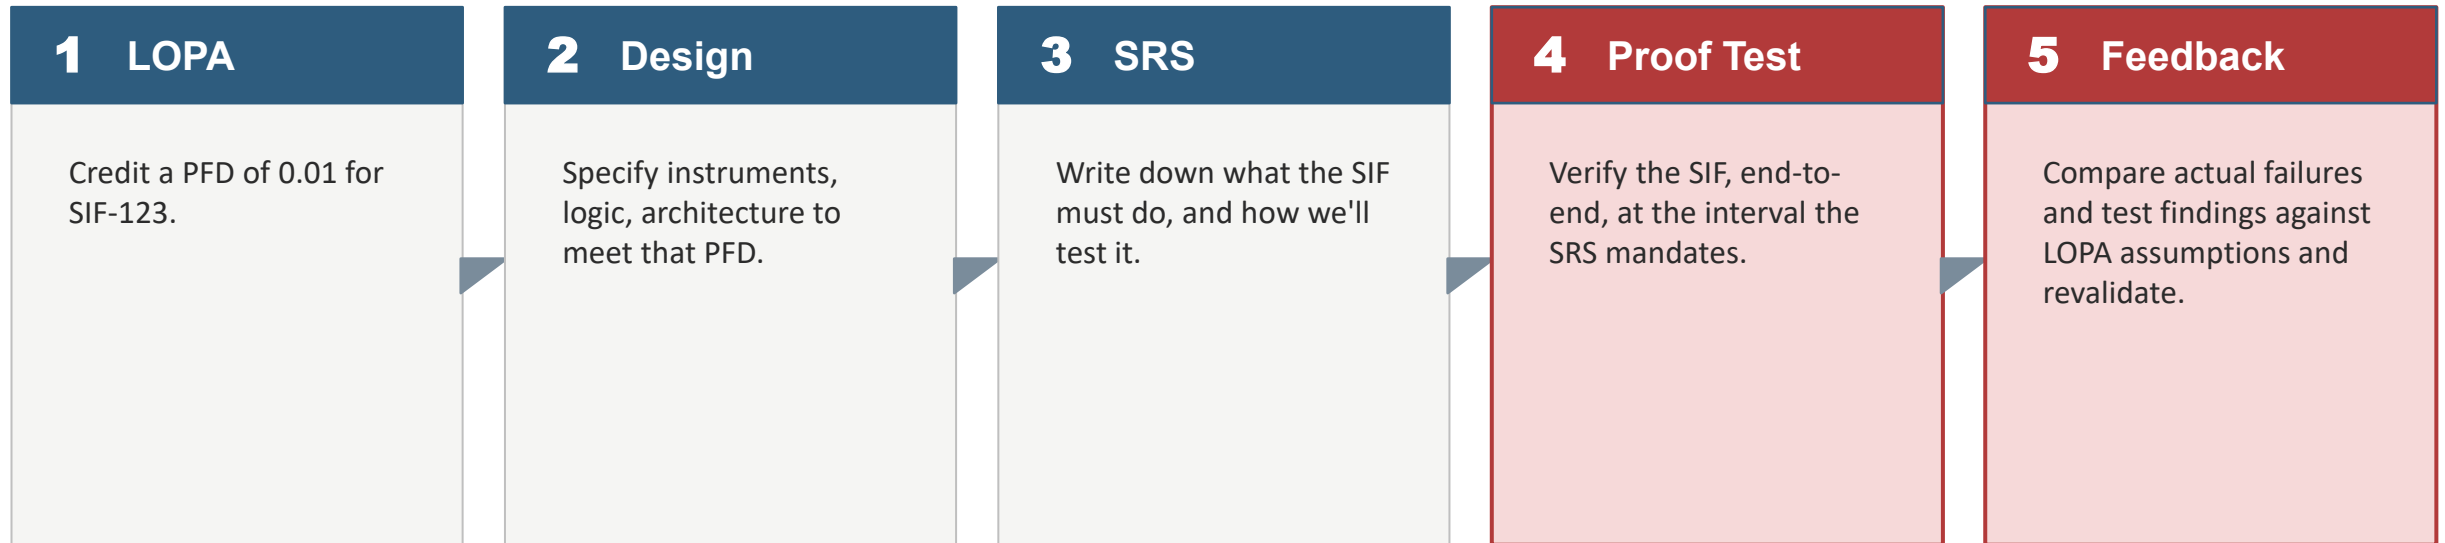 1 LOPA
Credit a PFD of 0.01 for
SIF-123.
2 Design
Specify instruments,
logic, architecture to
meet that PFD.
3 SRS
Write down what the SIF
must do, and how we'll
test it.
4 Proof Test
Verify the SIF, end-to-
end, at the interval the
SRS mandates.
5 Feedback
Compare actual failures
and test findings against
LOPA assumptions and
revalidate.